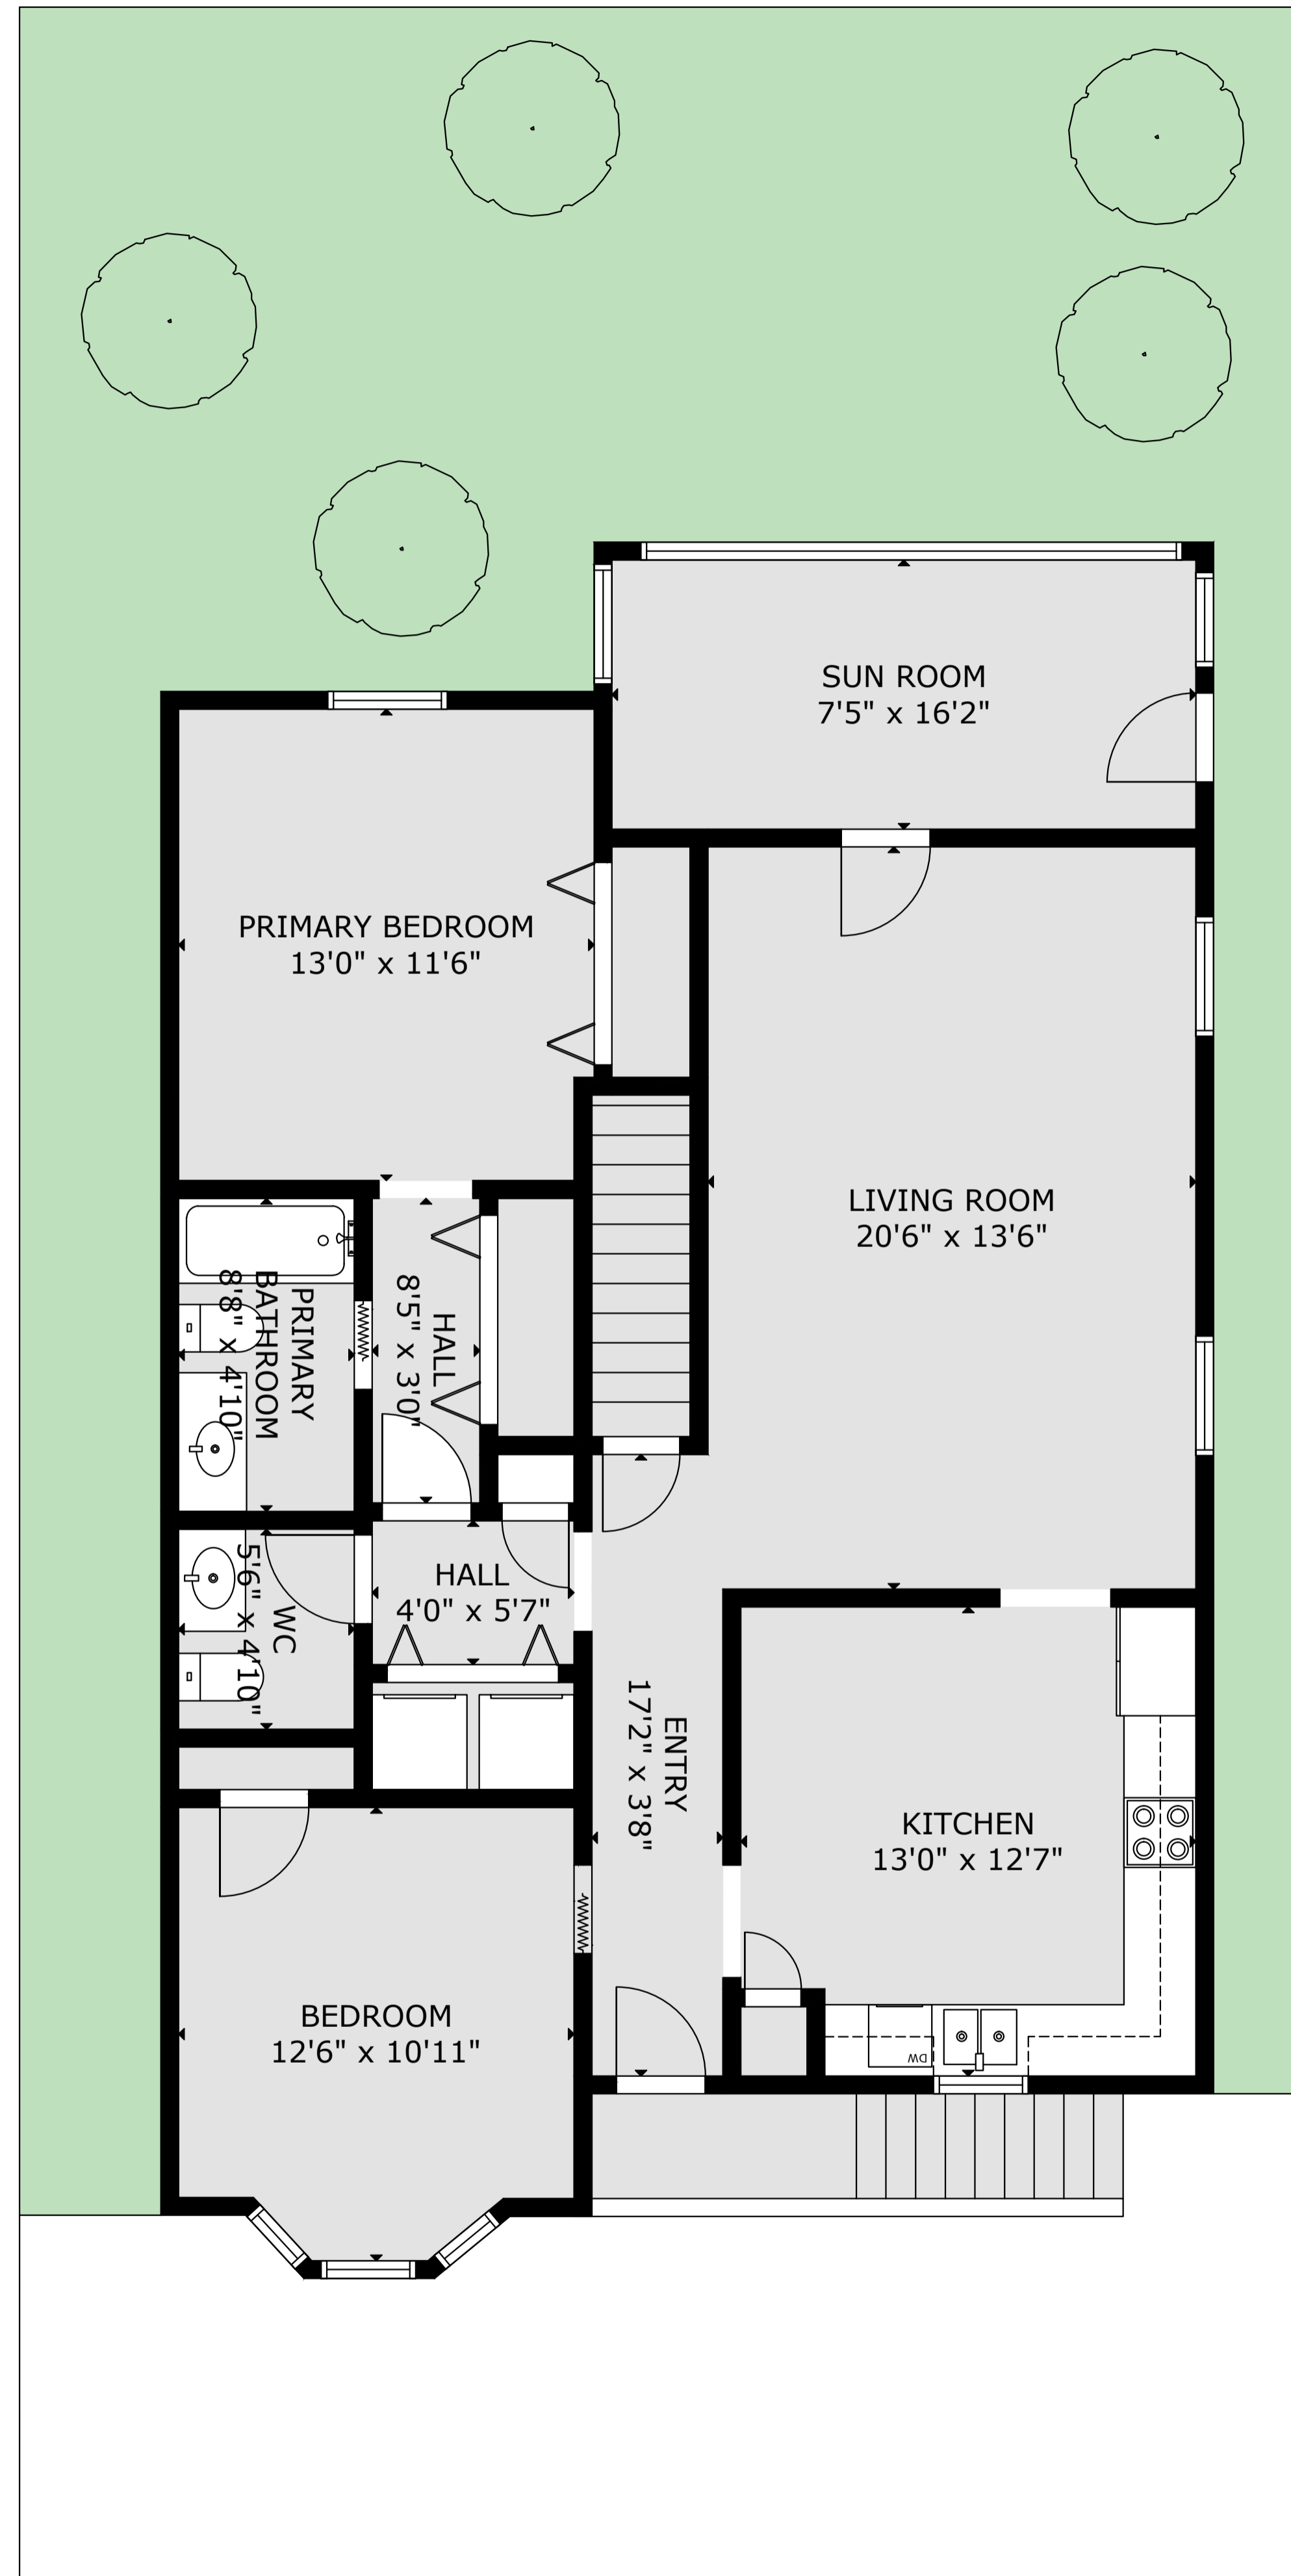 SUN ROOM
7'5" x 16'2"
PRIMARY BEDROOM
13'0" x 11'6"
LIVING ROOM
20'6" x 13'6"
PRIMARY
BATHROOM
8'8" x 4'10"
HALL
8'5" x 3'0"
HALL
4'0" x 5'7"
WC
5'6" x 4'10"
ENTRY
17'2" x 3'8"
KITCHEN
13'0" x 12'7"
BEDROOM
12'6" x 10'11"
DW